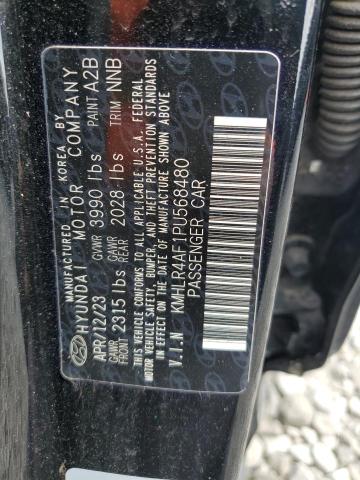 MANUFACTURED IN KOREA BY
HYUNDAI MOTOR COMPANY
APR/12/23 GVWR 3990 lbs PAINT A2B
GAWR FRONT 2315 lbs GAWR REAR 2028 lbs TRIM NNB
THIS VEHICLE CONFORMS TO ALL APPLICABLE U.S.A. FEDERAL
MOTOR VEHICLE SAFETY, BUMPER, AND THEFT PREVENTION STANDARDS
IN EFFECT ON THE DATE OF MANUFACTURE SHOWN ABOVE
V.I.N KMHLR4AF1PU568480
PASSENGER CAR